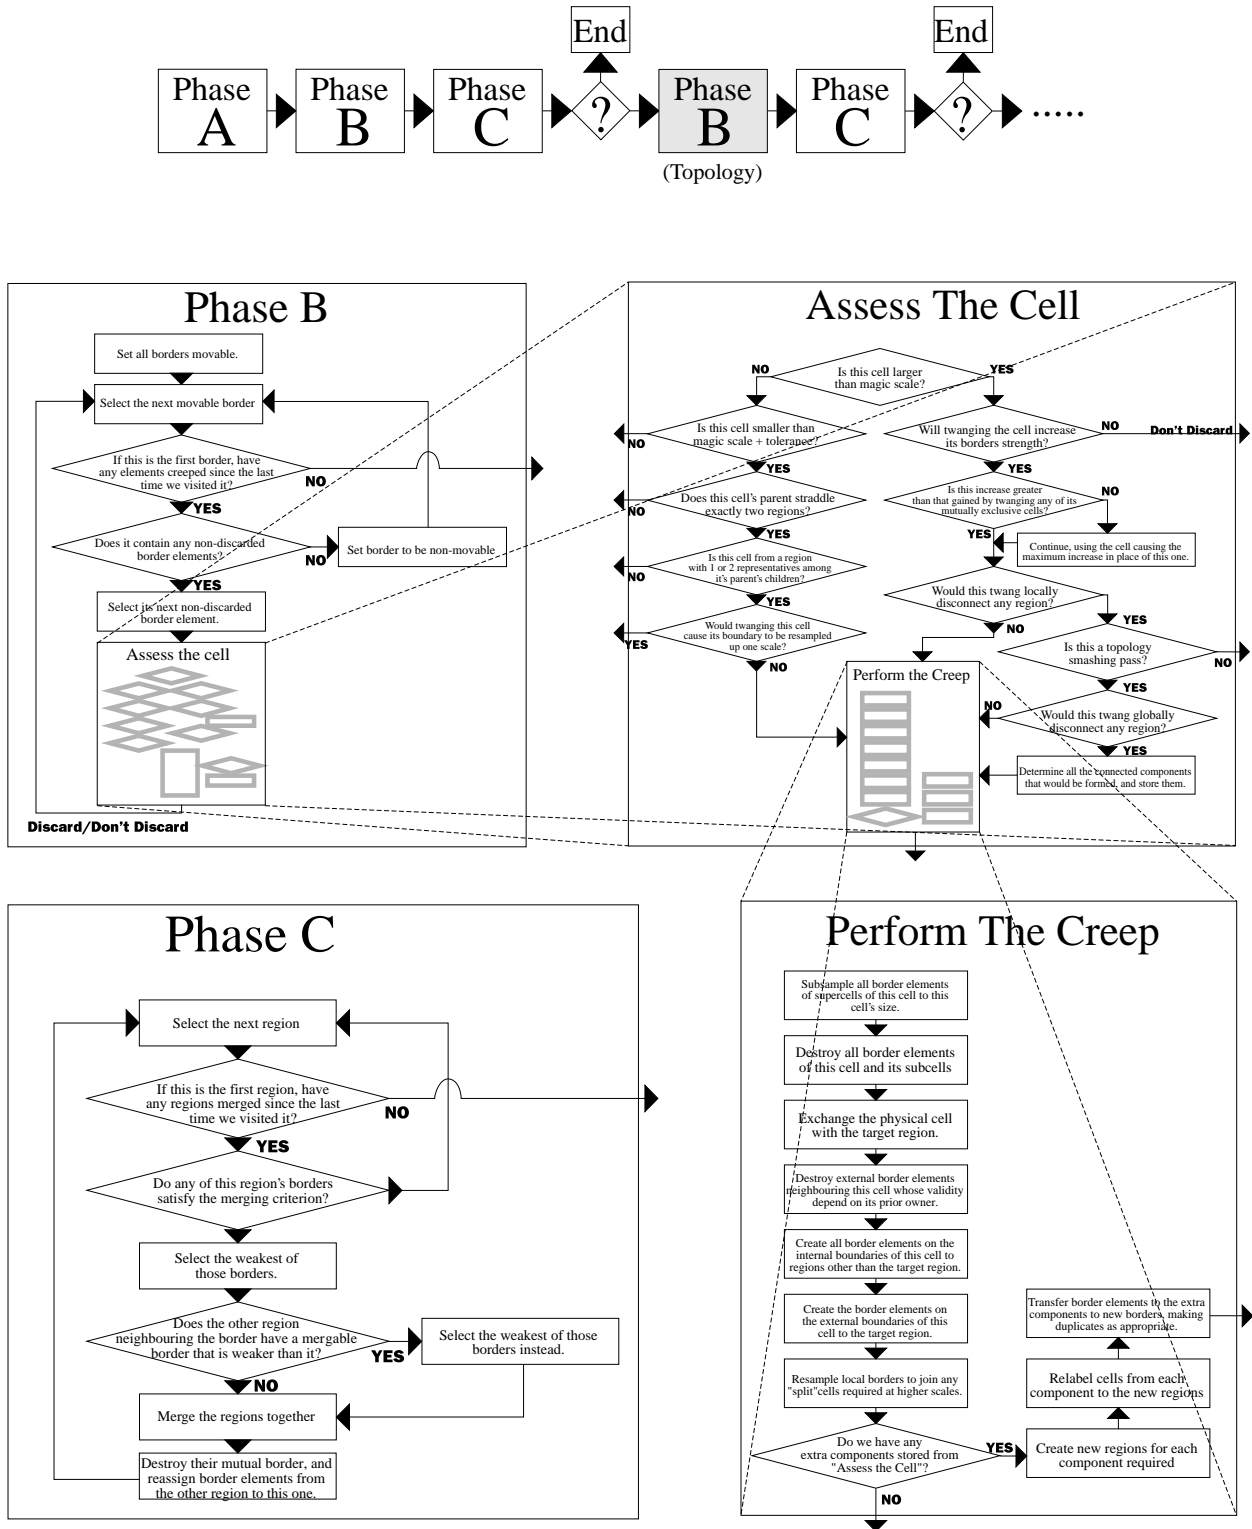 End
End
Phase
A
Phase
B
Phase
C
?
Phase
B
Phase
C
?
.....
(Topology)
Phase B
Set all borders movable.
Select the next movable border
If this is the first border, have
any elements creeped since the last
time we visited it?
NO
YES
Does it contain any non-discarded
border elements?
NO
Set border to be non-movable
YES
Select its next non-discarded
border element.
Assess the cell
Discard/Don't Discard
Assess The Cell
Is this cell larger
than magic scale?
NO
YES
Is this cell smaller than
magic scale + tolerance?
NO
YES
Does this cell's parent straddle
exactly two regions?
NO
YES
Is this cell from a region
with 1 or 2 representatives among
it's parent's children?
NO
YES
Would twanging this cell
cause its boundary to be resampled
up one scale?
YES
NO
Will twanging the cell increase
its borders strength?
NO
Don't Discard
YES
Is this increase greater
than that gained by twanging any of its
mutually exclusive cells?
NO
YES
Continue, using the cell causing the
maximum increase in place of this one.
Would this twang locally
disconnect any region?
NO
YES
Is this a topology
smashing pass?
NO
YES
Would this twang globally
disconnect any region?
NO
YES
Determine all the connected components
that would be formed, and store them.
Perform the Creep
Phase C
Select the next region
If this is the first region, have
any regions merged since the last
time we visited it?
NO
YES
Do any of this region's borders
satisfy the merging criterion?
Select the weakest of
those borders.
Does the other region
neighbouring the border have a mergable
border that is weaker than it?
YES
Select the weakest of those
borders instead.
NO
Merge the regions together
Destroy their mutual border, and
reassign border elements from
the other region to this one.
Perform The Creep
Subsample all border elements
of supercells of this cell to this
cell's size.
Destroy all border elements
of this cell and its subcells
Exchange the physical cell
with the target region.
Destroy external border elements
neighbouring this cell whose validity
depend on its prior owner.
Create all border elements on the
internal boundaries of this cell to
regions other than the target region.
Create the border elements on
the external boundaries of this
cell to the target region.
Resample local borders to join any
"split"cells required at higher scales.
Do we have any
extra components stored from
"Assess the Cell"?
YES
NO
Create new regions for each
component required
Relabel cells from each
component to the new regions
Transfer border elements to the extra
components to new borders, making
duplicates as appropriate.